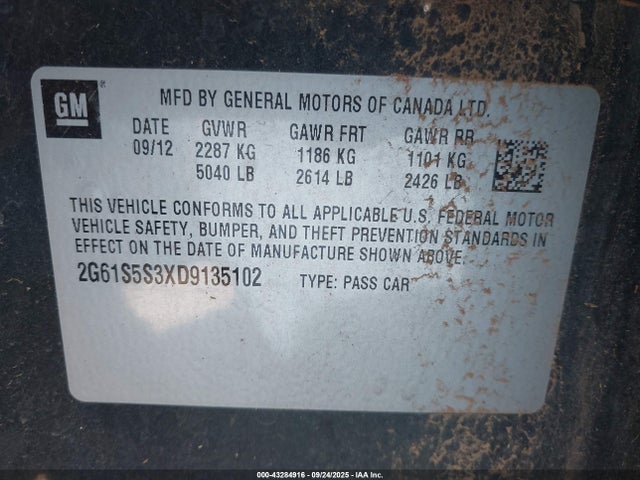 GM
MFD BY GENERAL MOTORS OF CANADA LTD.
DATE GVWR GAWR FRT GAWR RR
09/12 2287 KG 1186 KG 1101 KG
5040 LB 2614 LB 2426 LB
THIS VEHICLE CONFORMS TO ALL APPLICABLE U.S. FEDERAL MOTOR
VEHICLE SAFETY, BUMPER, AND THEFT PREVENTION STANDARDS IN
EFFECT ON THE DATE OF MANUFACTURE SHOWN ABOVE.
2G61S5S3XD9135102 TYPE: PASS CAR
000-43284916 - 09/24/2025 - IAA Inc.